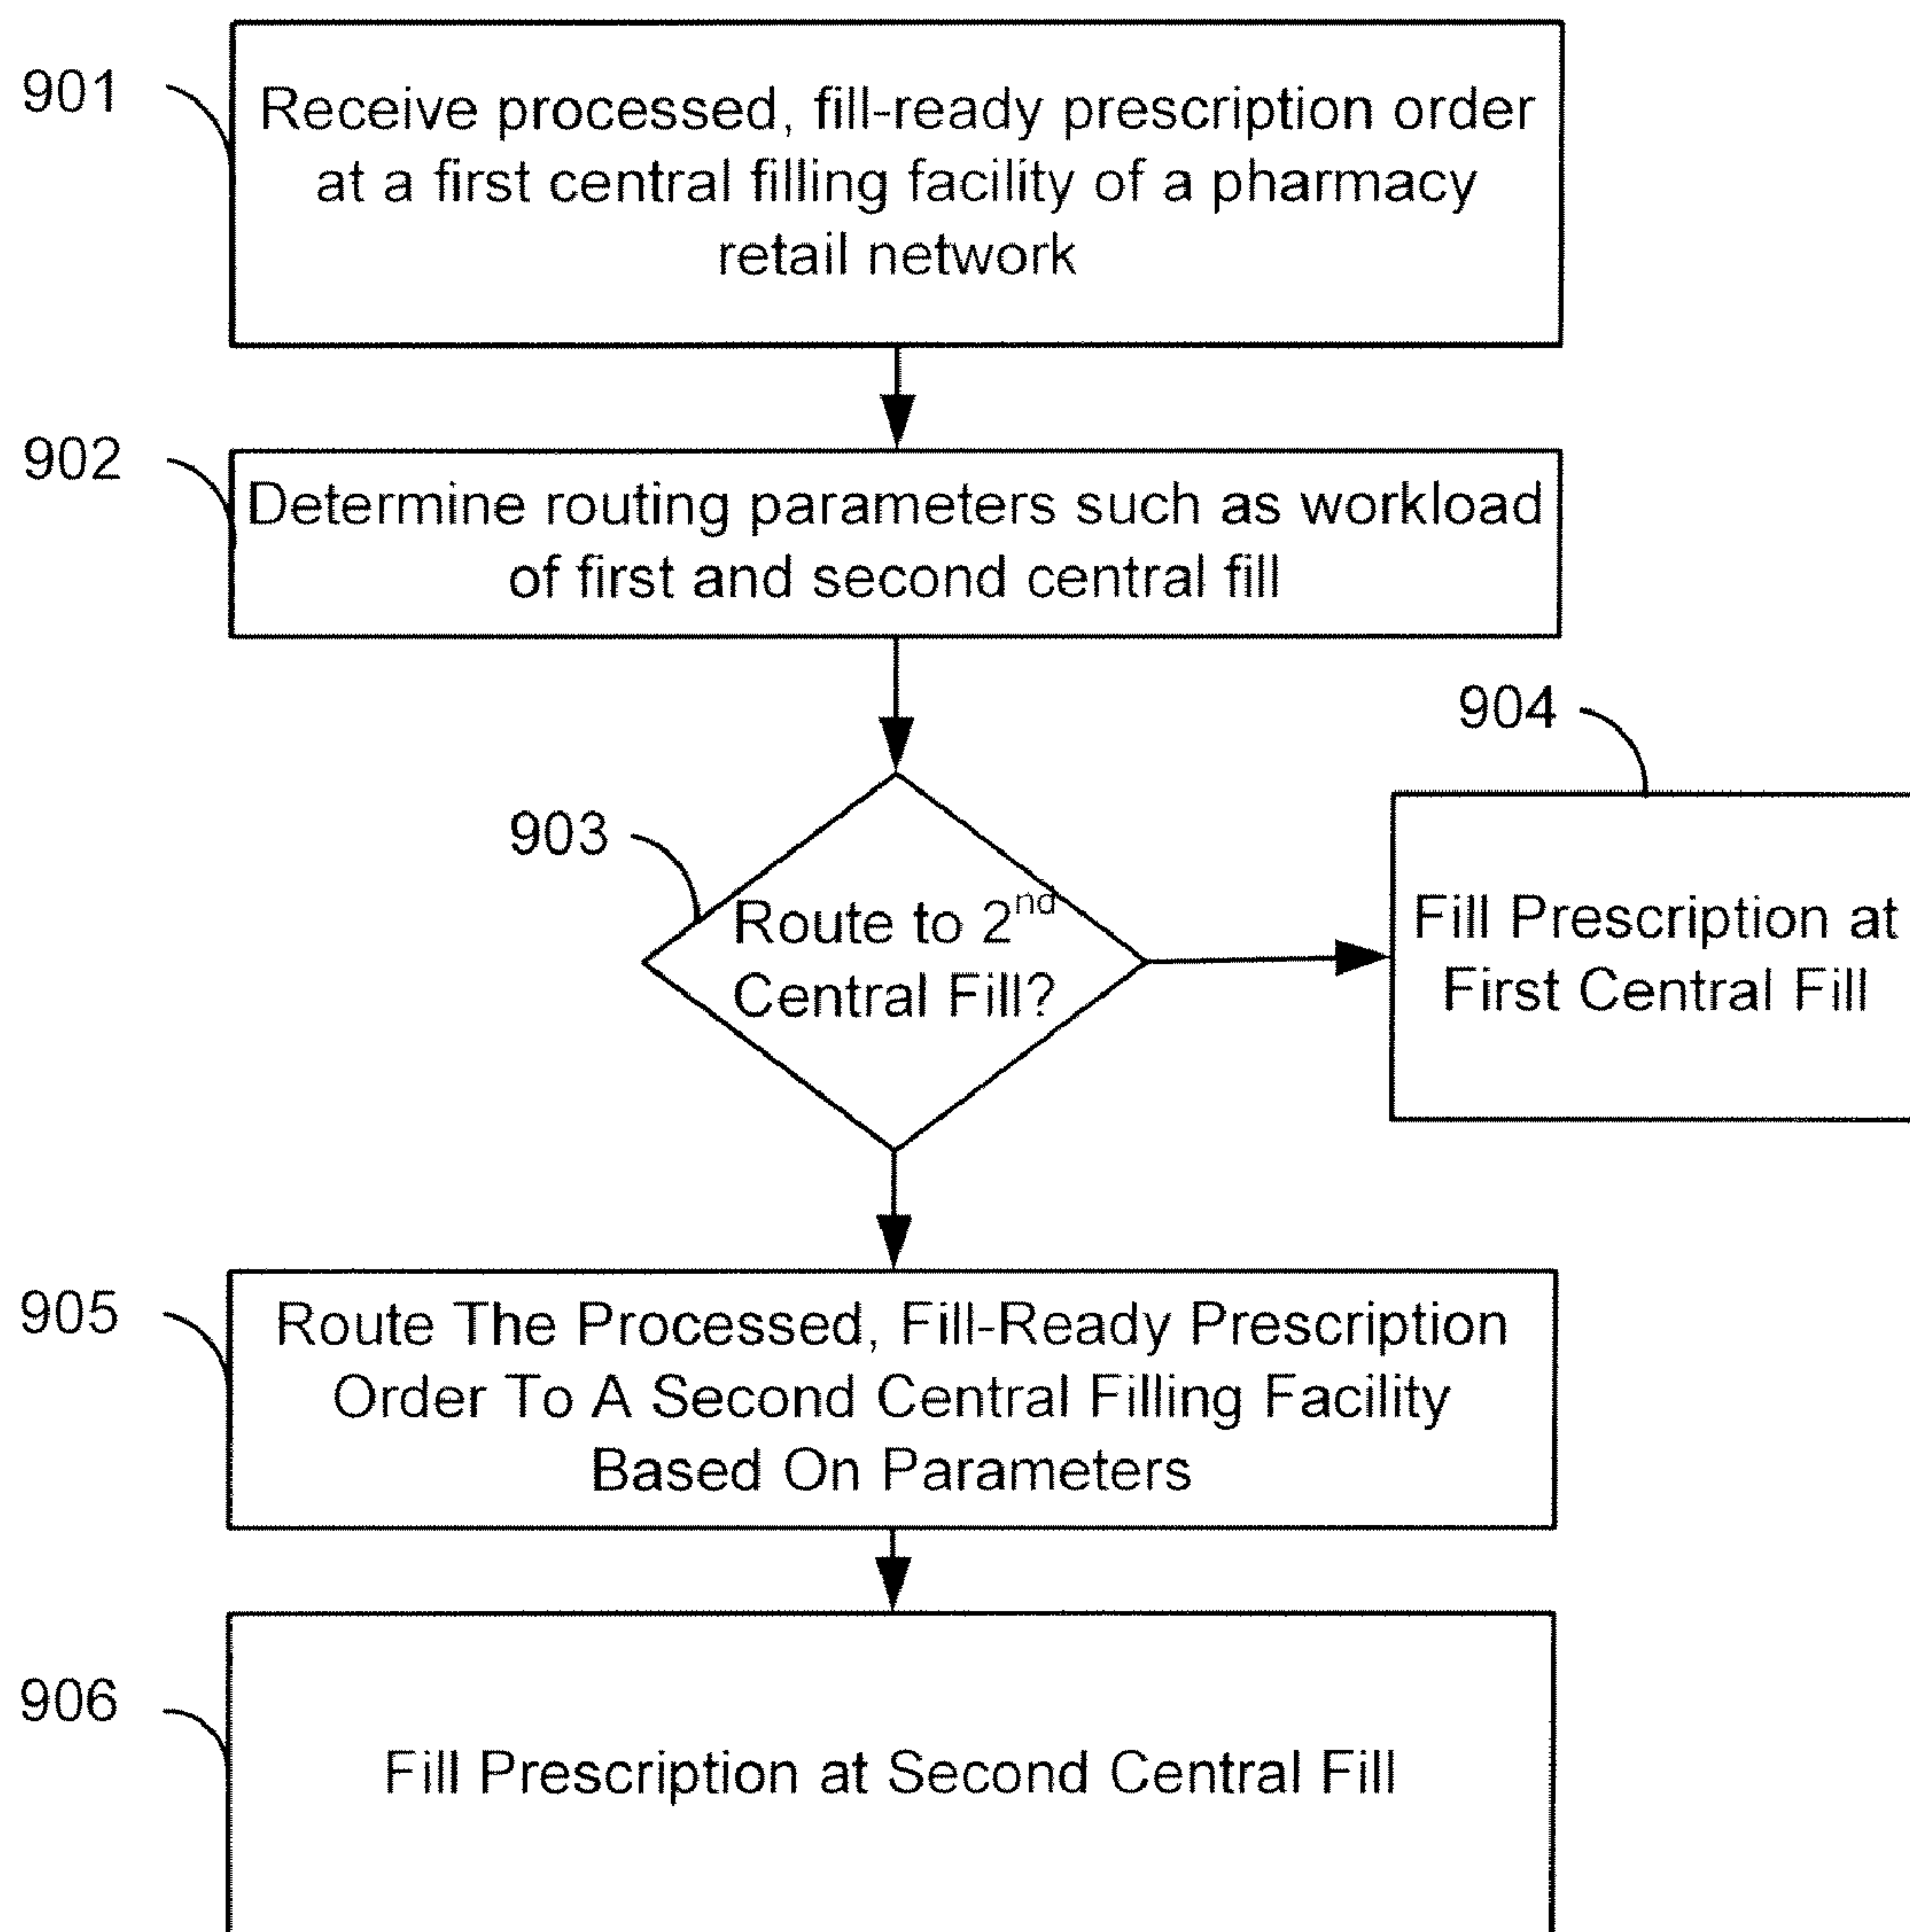 901
Receive processed, fill-ready prescription order
at a first central filling facility of a pharmacy
retail network
902
Determine routing parameters such as workload
of first and second central fill
903
Route to 2nd
Central Fill?
904
Fill Prescription at
First Central Fill
905
Route The Processed, Fill-Ready Prescription
Order To A Second Central Filling Facility
Based On Parameters
906
Fill Prescription at Second Central Fill